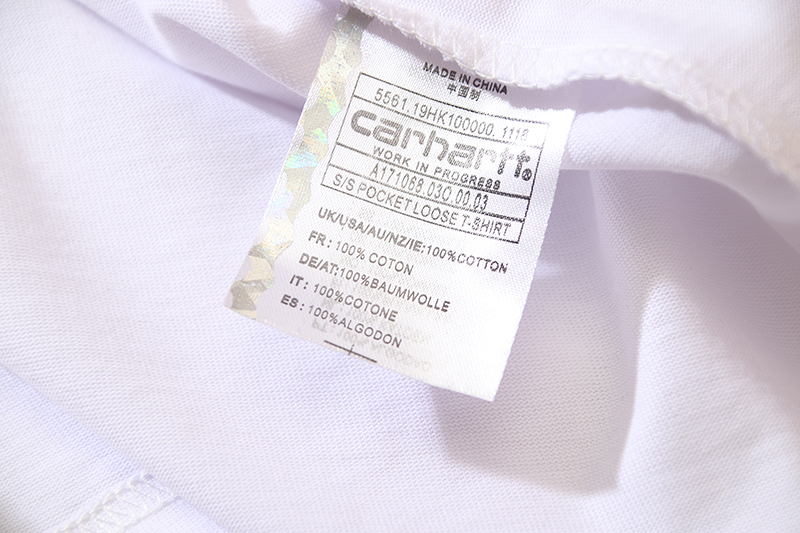 MADE IN CHINA
中国制
5561.19HK100000.1118
carhartt®
WORK IN PROGRESS
A171068.03O.00.03
S/S POCKET LOOSE T-SHIRT
UK/USA/AU/NZ/IE:100%COTTON
FR : 100% COTON
DE/AT:100%BAUMWOLLE
IT : 100%COTONE
ES : 100%ALGODON